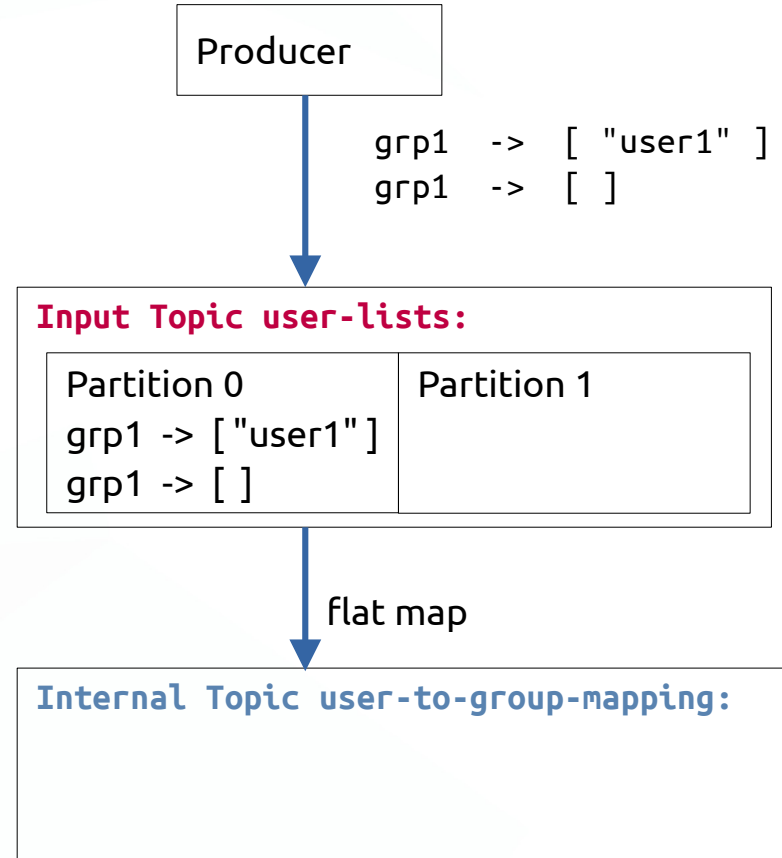 Producer
grp1 -> [ "user1" ]
grp1 -> [ ]
Input Topic user-lists:
Partition 0
grp1 -> ["user1"]
grp1 -> [ ]
Partition 1
flat map
Internal Topic user-to-group-mapping: